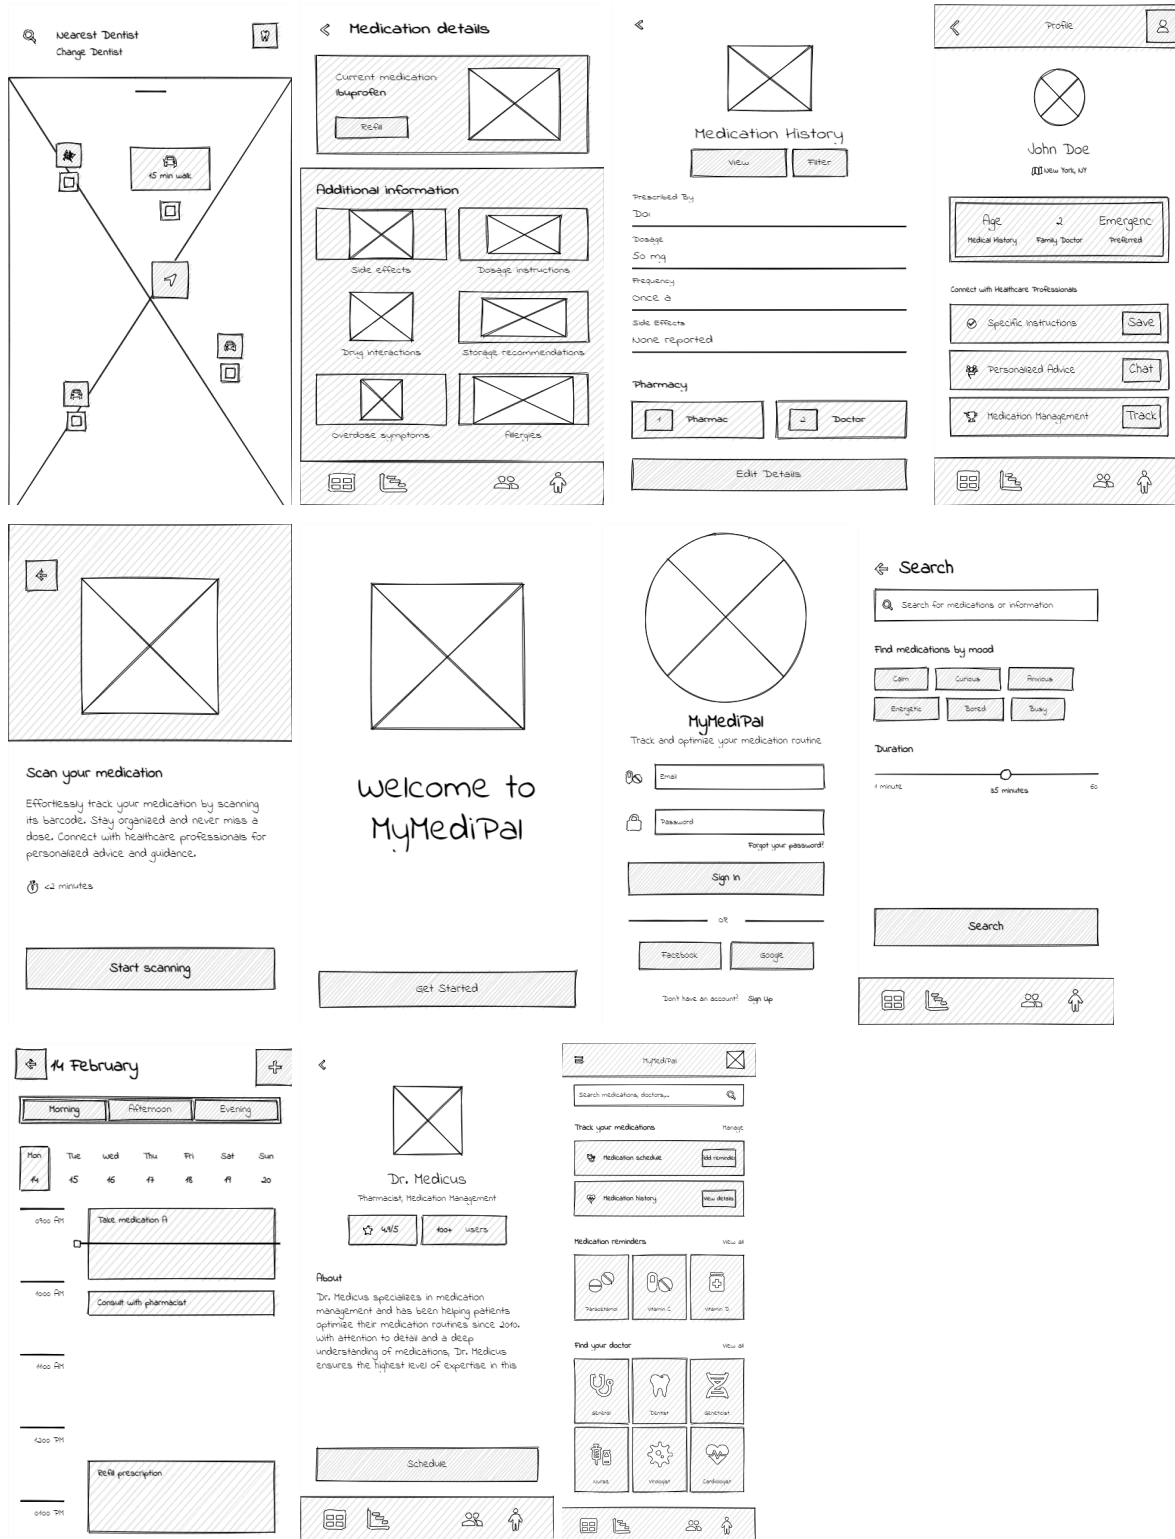 Nearest Dentist
Change Dentist
15 min walk
Medication details
Current medication
Ibuprofen
Refill
Additional information
Side effects
Dosage instructions
Drug interactions
Storage recommendations
Overdose symptoms
Allergies
Medication History
View
Filter
Prescribed By
Doi
Dosage
50 mg
Frequency
Once a
Side Effects
None reported
Pharmacy
1
Pharmac
2
Doctor
Edit Details
Profile
John Doe
New York, NY
Age
2
Emergenc
Medical History
Family Doctor
Preferred
Connect with Healthcare Professionals
Specific Instructions
Save
Personalized Advice
Chat
Medication Management
Track
Scan your medication
Effortlessly track your medication by scanning
its barcode. Stay organized and never miss a
dose. Connect with healthcare professionals for
personalized advice and guidance.
<2 minutes
Start scanning
Welcome to
MyMediPal
Get Started
MyMediPal
Track and optimize your medication routine
Email
Password
Forgot your password?
Sign In
OR
Facebook
Google
Don't have an account? Sign Up
Search
Search for medications or information
Find medications by mood
Calm
Curious
Anxious
Energetic
Bored
Busy
Duration
1 minute
35 minutes
60
Search
14 February
Morning
Afternoon
Evening
Mon Tue Wed Thu Fri Sat Sun
14 15 16 17 18 19 20
0900 AM
Take medication A
1000 AM
Consult with pharmacist
1100 AM
1200 PM
Refill prescription
0100 PM
Dr. Medicus
Pharmacist, Medication Management
4.9/5
100+ users
About
Dr. Medicus specializes in medication
management and has been helping patients
optimize their medication routines since 2010.
With attention to detail and a deep
understanding of medications, Dr. Medicus
ensures the highest level of expertise in this
Schedule
MyMediPal
Search medications, doctors,...
Track your medications
Manage
Medication schedule
Add reminder
Medication history
View details
Medication reminders
View all
Paracetamol
Vitamin C
Vitamin D
Find your doctor
View all
General
Dentist
Geneticist
Nurse
Virologist
Cardiologist